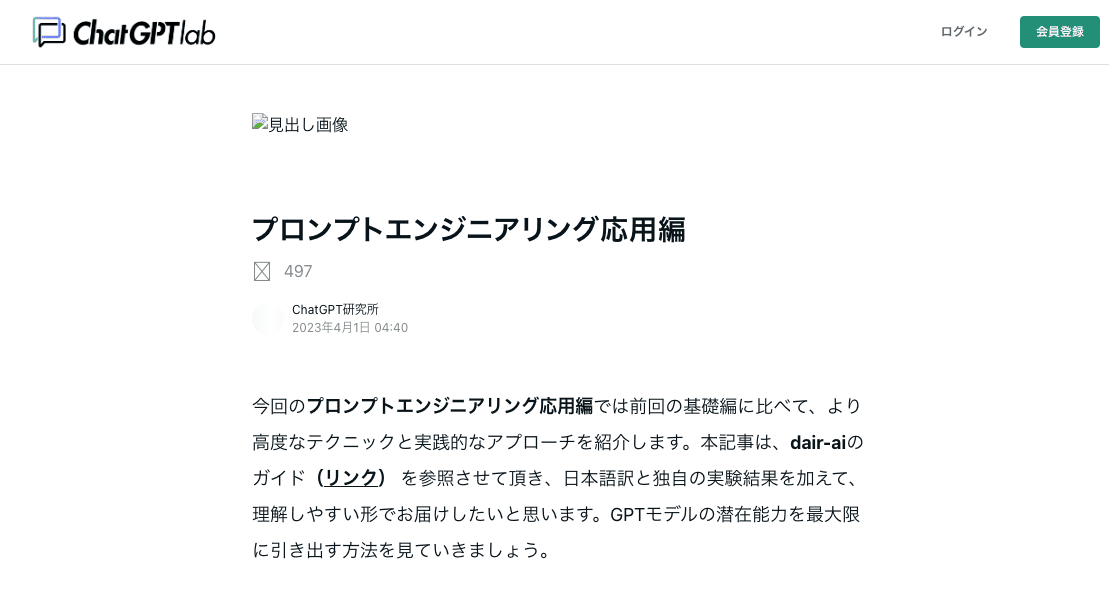 ChatGPTlab
ログイン
会員登録
見出し画像
プロンプトエンジニアリング応用編
497
ChatGPT研究所
2023年4月1日 04:40
今回のプロンプトエンジニアリング応用編では前回の基礎編に比べて、より
高度なテクニックと実践的なアプローチを紹介します。本記事は、dair-aiの
ガイド（リンク） を参照させて頂き、日本語訳と独自の実験結果を加えて、
理解しやすい形でお届けしたいと思います。GPTモデルの潜在能力を最大限
に引き出す方法を見ていきましょう。